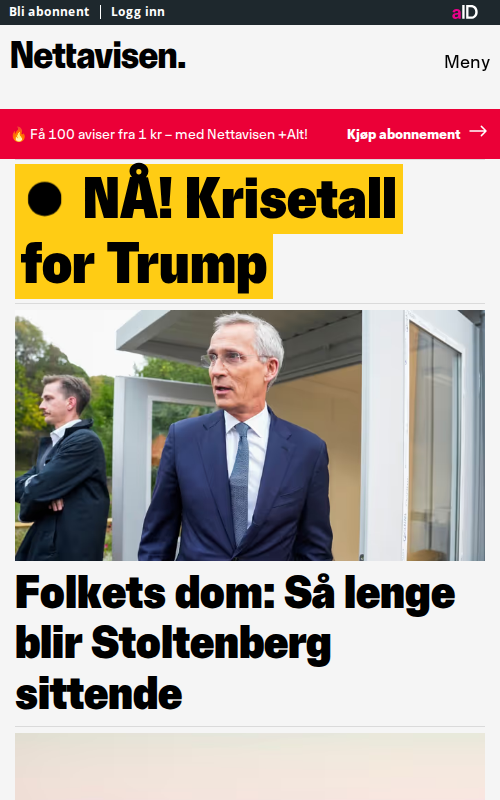 Bli abonnent | Logg inn
aID
Nettavisen.
Meny
🔥 Få 100 aviser fra 1 kr – med Nettavisen +Alt!
Kjøp abonnement →
● NÅ! Krisetall
for Trump
Folkets dom: Så lenge
blir Stoltenberg
sittende